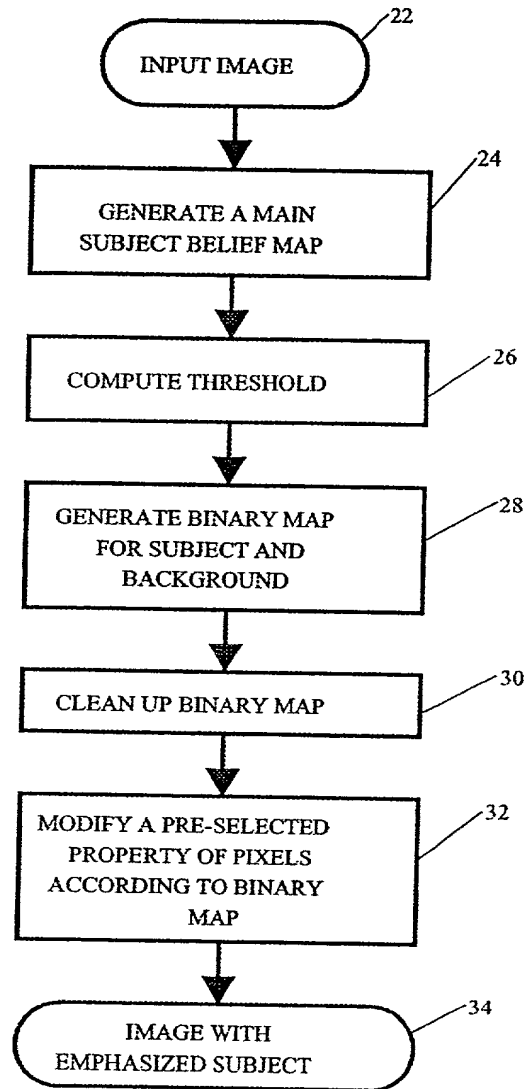 22
INPUT IMAGE
24
GENERATE A MAIN
SUBJECT BELIEF MAP
26
COMPUTE THRESHOLD
28
GENERATE BINARY MAP
FOR SUBJECT AND
BACKGROUND
30
CLEAN UP BINARY MAP
32
MODIFY A PRE-SELECTED
PROPERTY OF PIXELS
ACCORDING TO BINARY
MAP
34
IMAGE WITH
EMPHASIZED SUBJECT